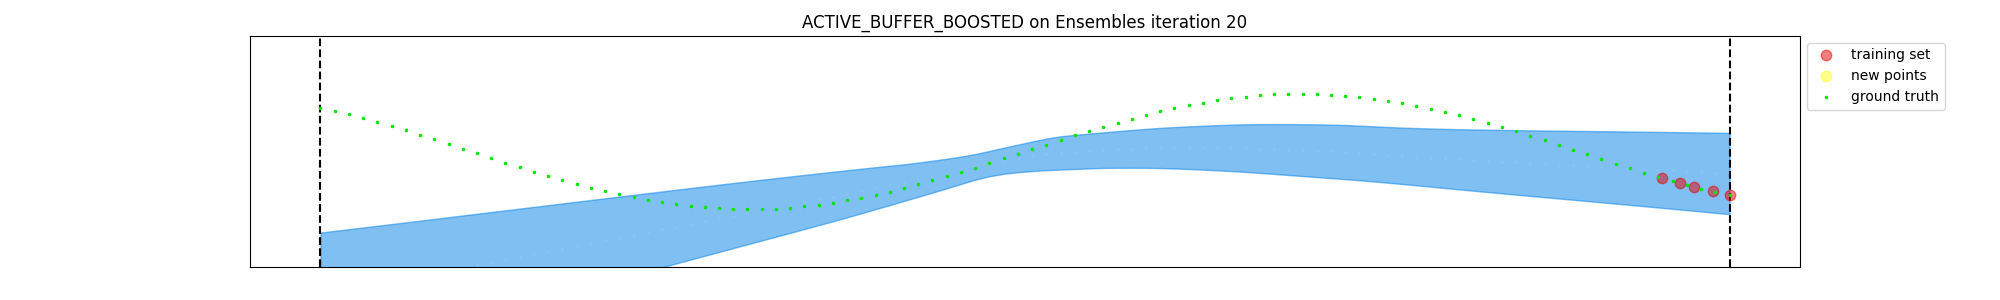 ACTIVE_BUFFER_BOOSTED on Ensembles iteration 20
training set
new points
ground truth